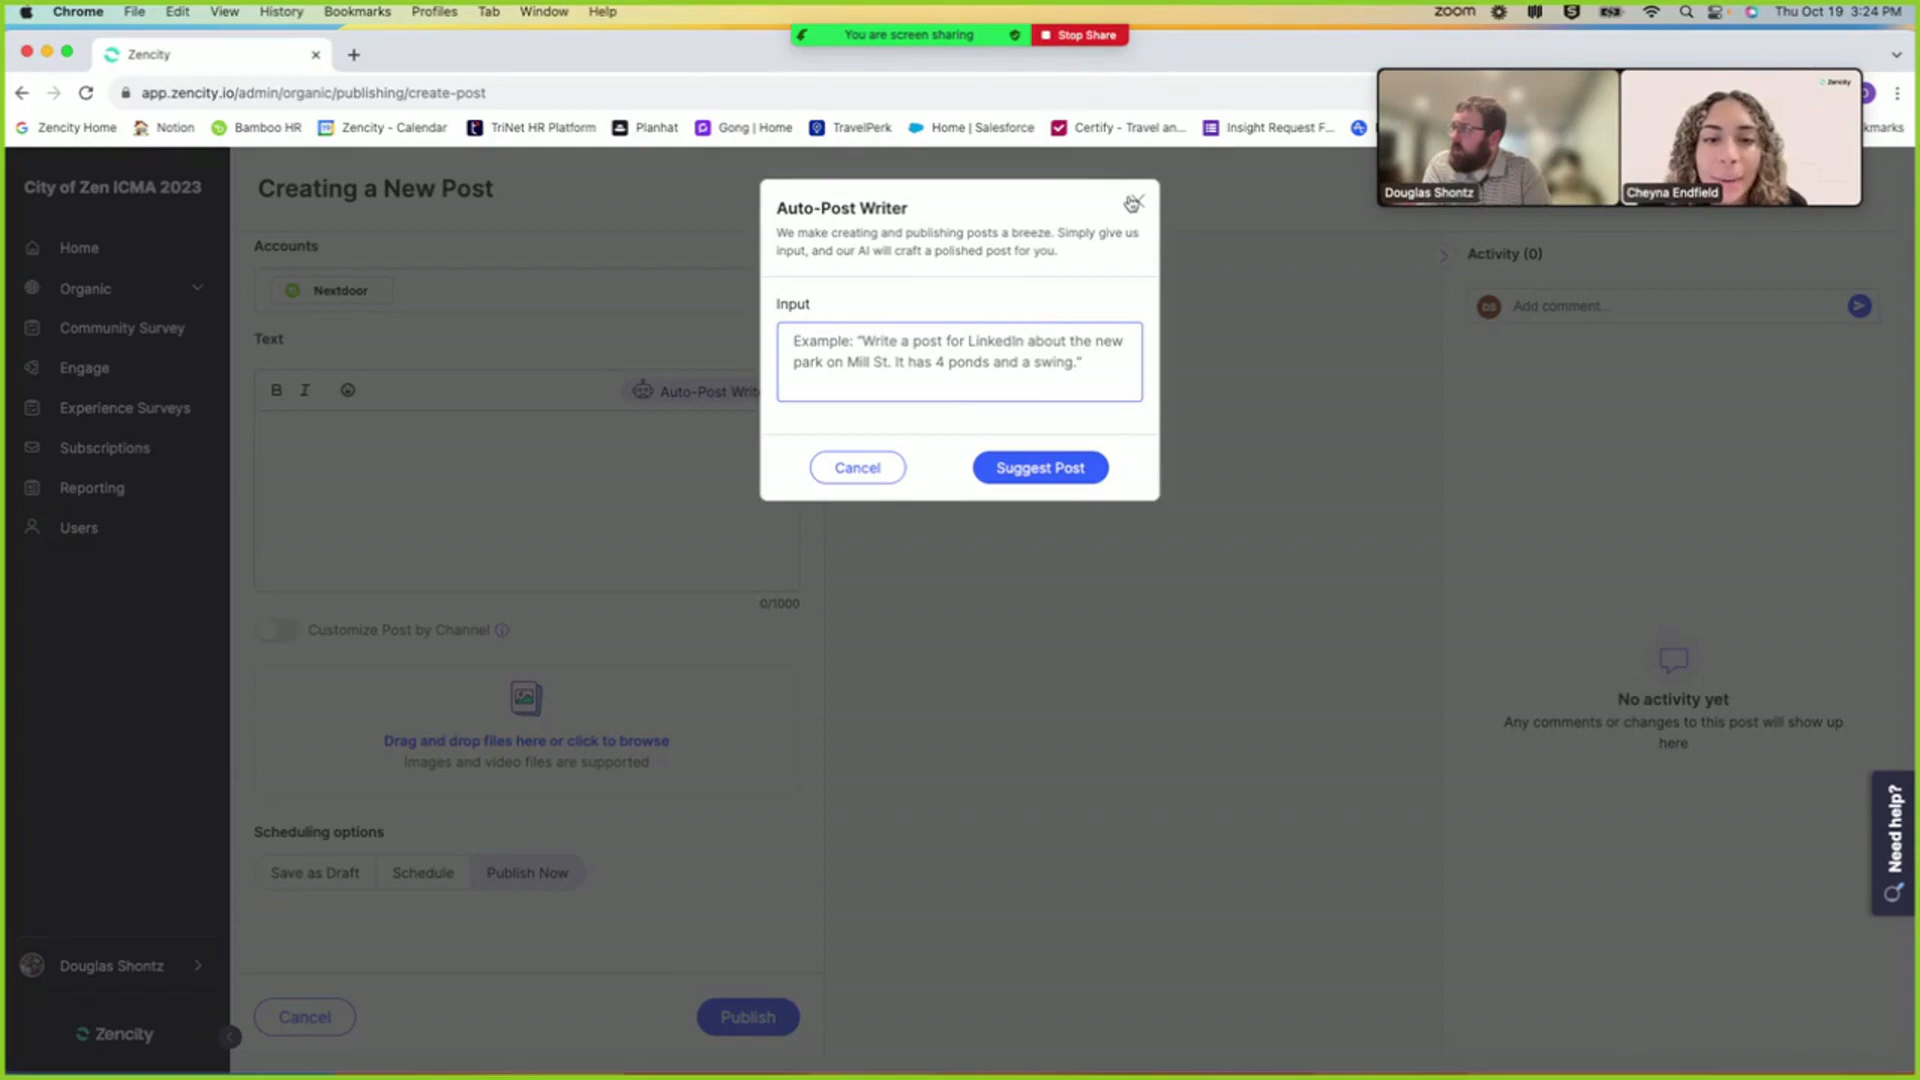 Chrome File Edit View History Bookmarks Profiles Tab Window Help
zoom
Thu Oct 19 3:24 PM
You are screen sharing
Stop Share
Zencity
app.zencity.io/admin/organic/publishing/create-post
Zencity Home
Notion
Bamboo HR
Zencity - Calendar
TriNet HR Platform
Planhat
Gong | Home
TravelPerk
Home | Salesforce
Certify - Travel an...
Insight Request F...
kmarks
Zencity
Douglas Shontz
Cheyna Endfield
City of Zen ICMA 2023
Home
Organic
Community Survey
Engage
Experience Surveys
Subscriptions
Reporting
Users
Douglas Shontz
Zencity
Creating a New Post
Accounts
Nextdoor
Text
B I
Auto-Post Writ
0/1000
Customize Post by Channel
Drag and drop files here or click to browse
Images and video files are supported
Scheduling options
Save as Draft
Schedule
Publish Now
Cancel
Publish
Auto-Post Writer
We make creating and publishing posts a breeze. Simply give us
input, and our AI will craft a polished post for you.
Input
Example: "Write a post for LinkedIn about the new
park on Mill St. It has 4 ponds and a swing."
Cancel
Suggest Post
Activity (0)
DS
Add comment...
No activity yet
Any comments or changes to this post will show up
here
Need help?